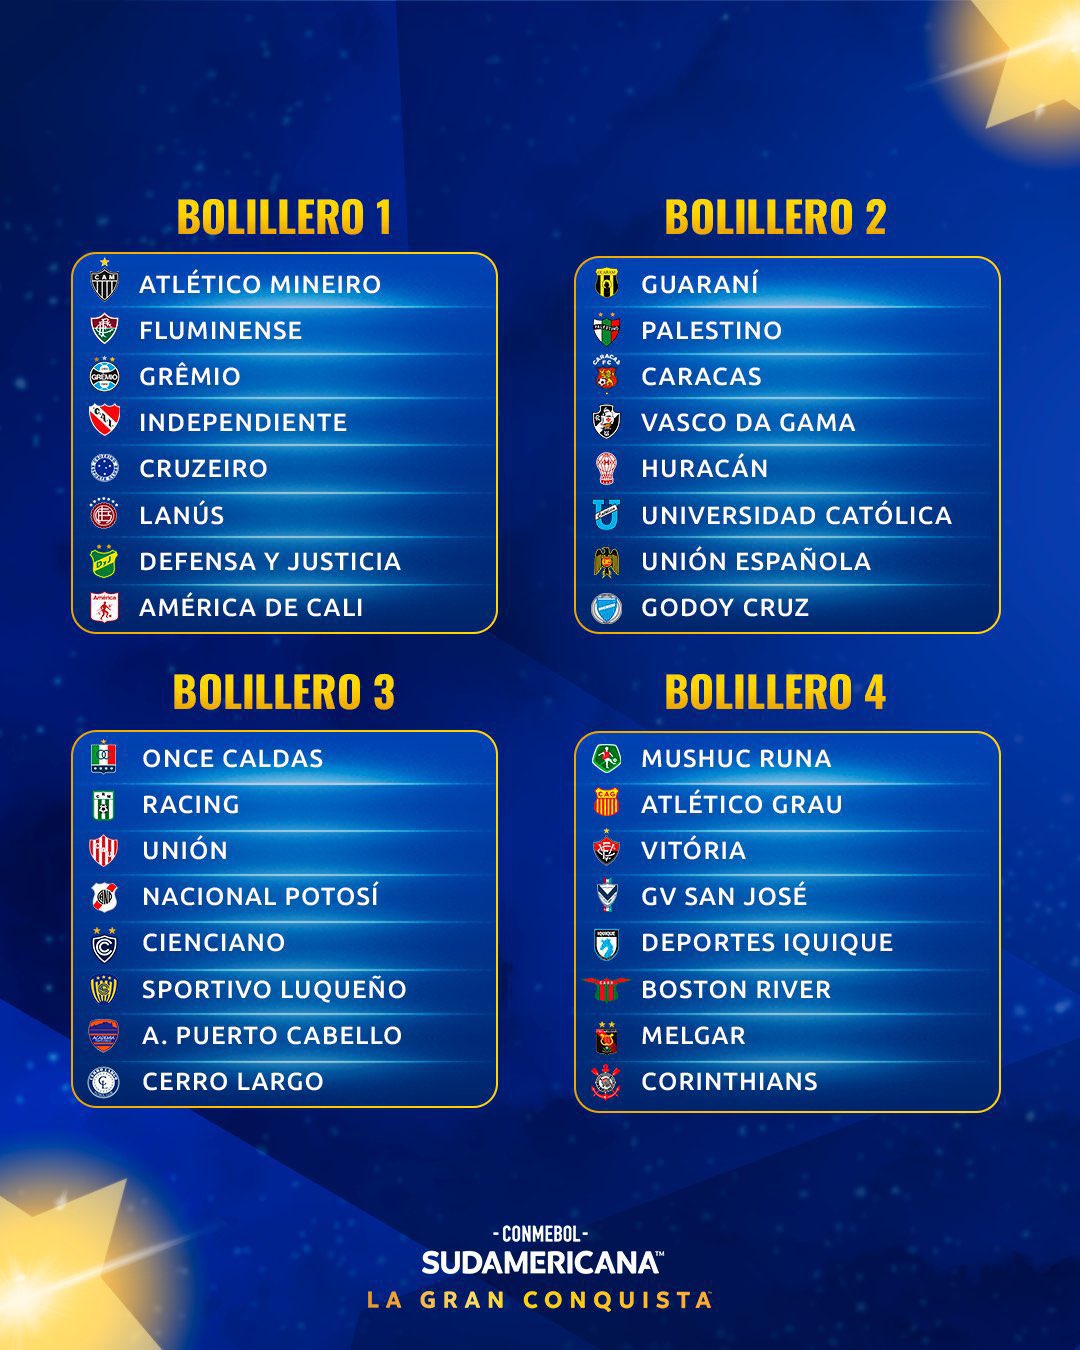 BOLILLERO 1
ATLÉTICO MINEIRO
FLUMINENSE
GRÊMIO
INDEPENDIENTE
CRUZEIRO
LANÚS
DEFENSA Y JUSTICIA
AMÉRICA DE CALI
BOLILLERO 2
GUARANÍ
PALESTINO
CARACAS
VASCO DA GAMA
HURACÁN
UNIVERSIDAD CATÓLICA
UNIÓN ESPAÑOLA
GODOY CRUZ
BOLILLERO 3
ONCE CALDAS
RACING
UNIÓN
NACIONAL POTOSÍ
CIENCIANO
SPORTIVO LUQUEÑO
A. PUERTO CABELLO
CERRO LARGO
BOLILLERO 4
MUSHUC RUNA
ATLÉTICO GRAU
VITÓRIA
GV SAN JOSÉ
DEPORTES IQUIQUE
BOSTON RIVER
MELGAR
CORINTHIANS
-CONMEBOL-
SUDAMERICANA™
LA GRAN CONQUISTA